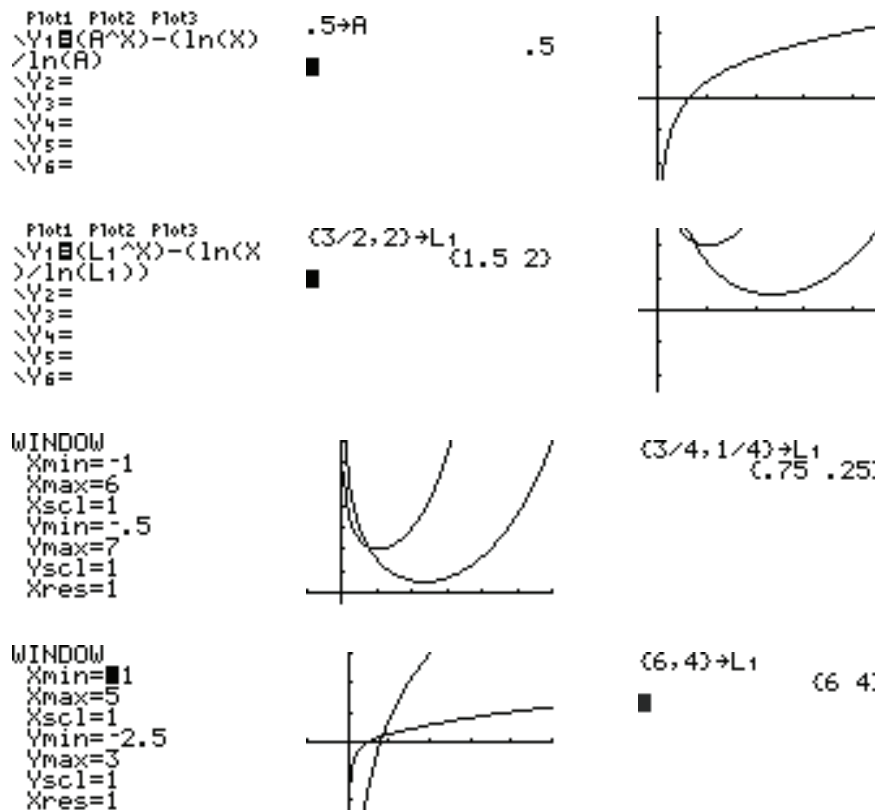 Plot1 Plot2 Plot3
\Y1=(A^X)-(ln(X)
/ln(A)
\Y2=
\Y3=
\Y4=
\Y5=
\Y6=
.5→A
.5
Plot1 Plot2 Plot3
\Y1=(L1^X)-(ln(X
)/ln(L1))
\Y2=
\Y3=
\Y4=
\Y5=
\Y6=
{3/2,2}→L1
{1.5 2}
WINDOW
Xmin=-1
Xmax=6
Xscl=1
Ymin=-.5
Ymax=7
Yscl=1
Xres=1
{3/4,1/4}→L1
{.75 .25}
WINDOW
Xmin=1
Xmax=5
Xscl=1
Ymin=-2.5
Ymax=3
Yscl=1
Xres=1
{6,4}→L1
{6 4}